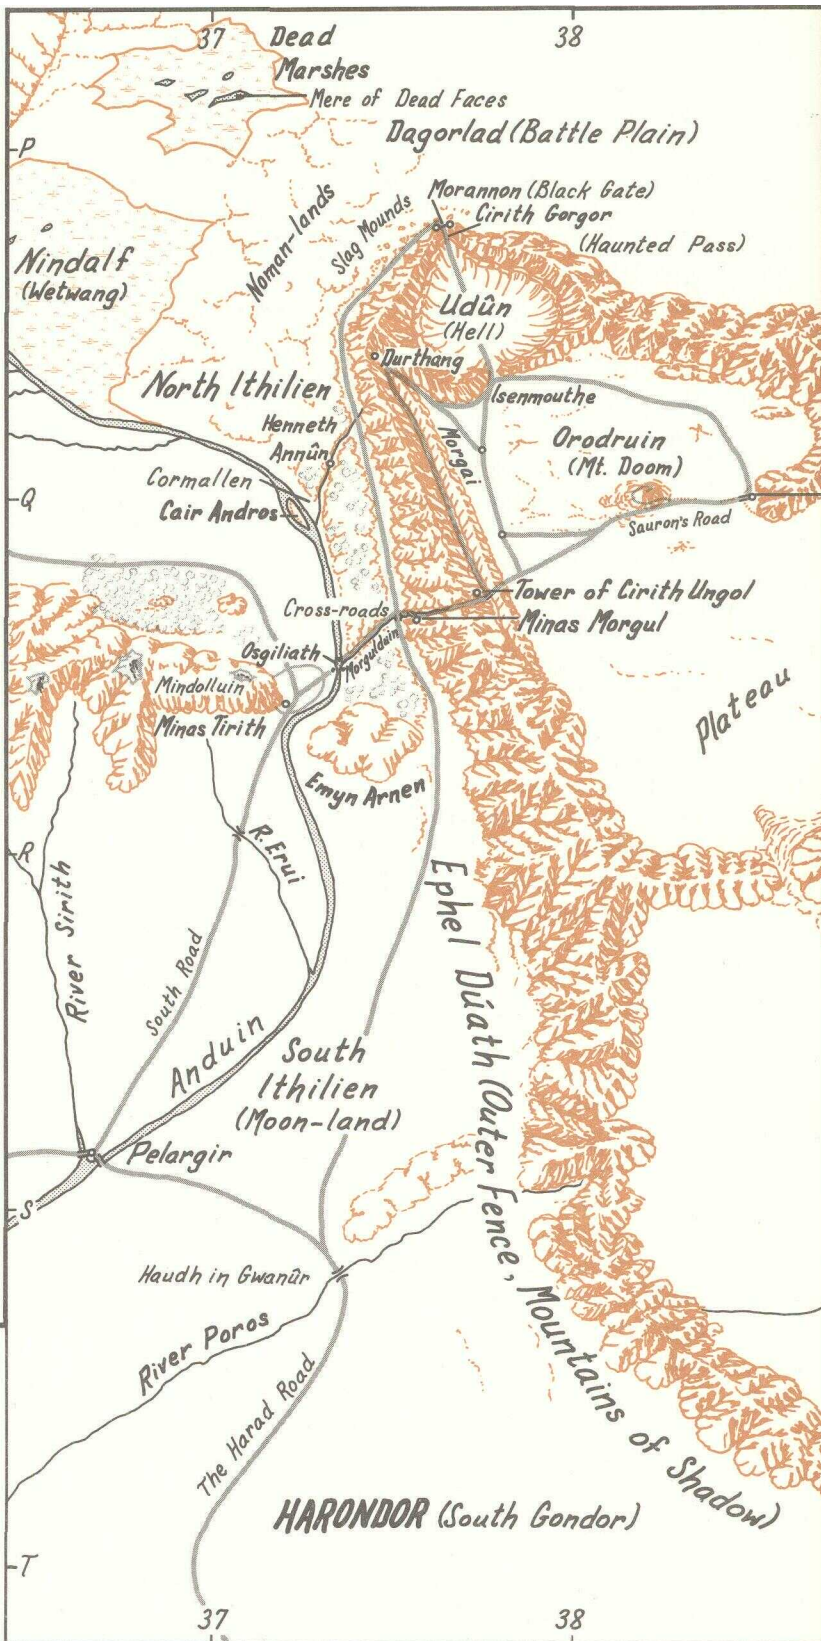 37
38
Dead
Marshes
Mere of Dead Faces
Dagorlad (Battle Plain)
P
Morannon (Black Gate)
Cirith Gorgor
(Haunted Pass)
Noman-lands
Slag Mounds
Nindalf
(Wetwang)
Udûn
(Hell)
Durthang
North Ithilien
Isenmouthe
Henneth
Annûn
Morgai
Orodruin
(Mt. Doom)
Cormallen
Q
Cair Andros
Sauron's Road
Tower of Cirith Ungol
Cross-roads
Minas Morgul
Osgiliath
Morgulduin
Mindolluin
Minas Tirith
Plateau
Emyn Arnen
R
R. Erui
River Sirith
South Road
Anduin
Ephel Dúath (Outer Fence, Mountains of Shadow)
South
Ithilien
(Moon-land)
Pelargir
S
Haudh in Gwanûr
River Poros
The Harad Road
HARONDOR (South Gondor)
T
37
38